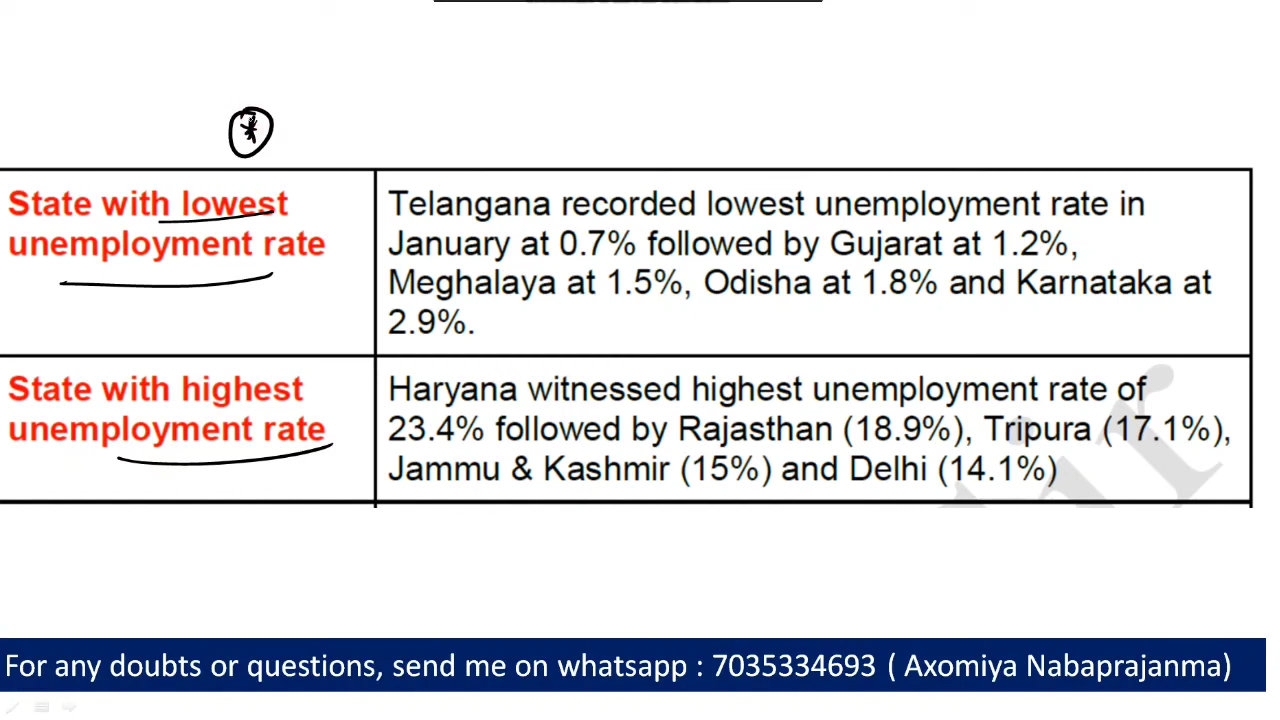 *
State with lowest
unemployment rate
Telangana recorded lowest unemployment rate in
January at 0.7% followed by Gujarat at 1.2%,
Meghalaya at 1.5%, Odisha at 1.8% and Karnataka at
2.9%.
State with highest
unemployment rate
Haryana witnessed highest unemployment rate of
23.4% followed by Rajasthan (18.9%), Tripura (17.1%),
Jammu & Kashmir (15%) and Delhi (14.1%)
For any doubts or questions, send me on whatsapp : 7035334693 ( Axomiya Nabaprajanma)